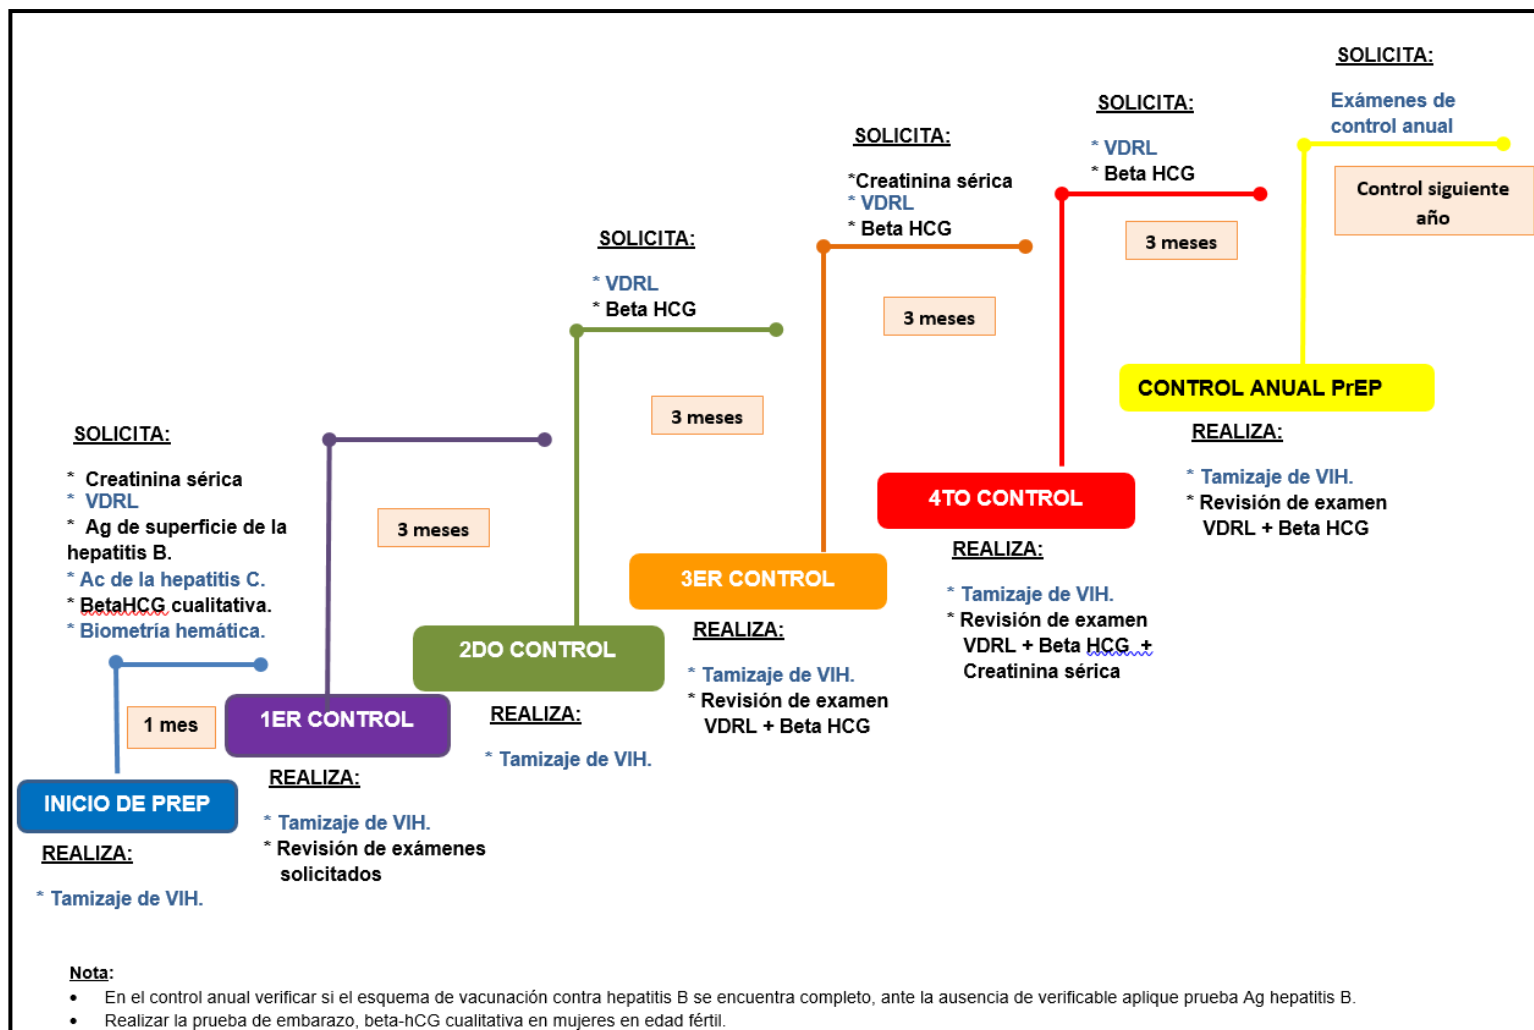 SOLICITA:
* Creatinina sérica
* VDRL
* Ag de superficie de la
hepatitis B.
* Ac de la hepatitis C.
* BetaHCG cualitativa.
* Biometría hemática.
1 mes
INICIO DE PREP
REALIZA:
* Tamizaje de VIH.
3 meses
1ER CONTROL
REALIZA:
* Tamizaje de VIH.
* Revisión de exámenes
solicitados
SOLICITA:
* VDRL
* Beta HCG
3 meses
2DO CONTROL
REALIZA:
* Tamizaje de VIH.
SOLICITA:
*Creatinina sérica
* VDRL
* Beta HCG
3 meses
3ER CONTROL
REALIZA:
* Tamizaje de VIH.
* Revisión de examen
VDRL + Beta HCG
SOLICITA:
* VDRL
* Beta HCG
3 meses
4TO CONTROL
REALIZA:
* Tamizaje de VIH.
* Revisión de examen
VDRL + Beta HCG +
Creatinina sérica
SOLICITA:
Exámenes de
control anual
Control siguiente
año
CONTROL ANUAL PrEP
REALIZA:
* Tamizaje de VIH.
* Revisión de examen
VDRL + Beta HCG
Nota:
• En el control anual verificar si el esquema de vacunación contra hepatitis B se encuentra completo, ante la ausencia de verificable aplique prueba Ag hepatitis B.
• Realizar la prueba de embarazo, beta-hCG cualitativa en mujeres en edad fértil.